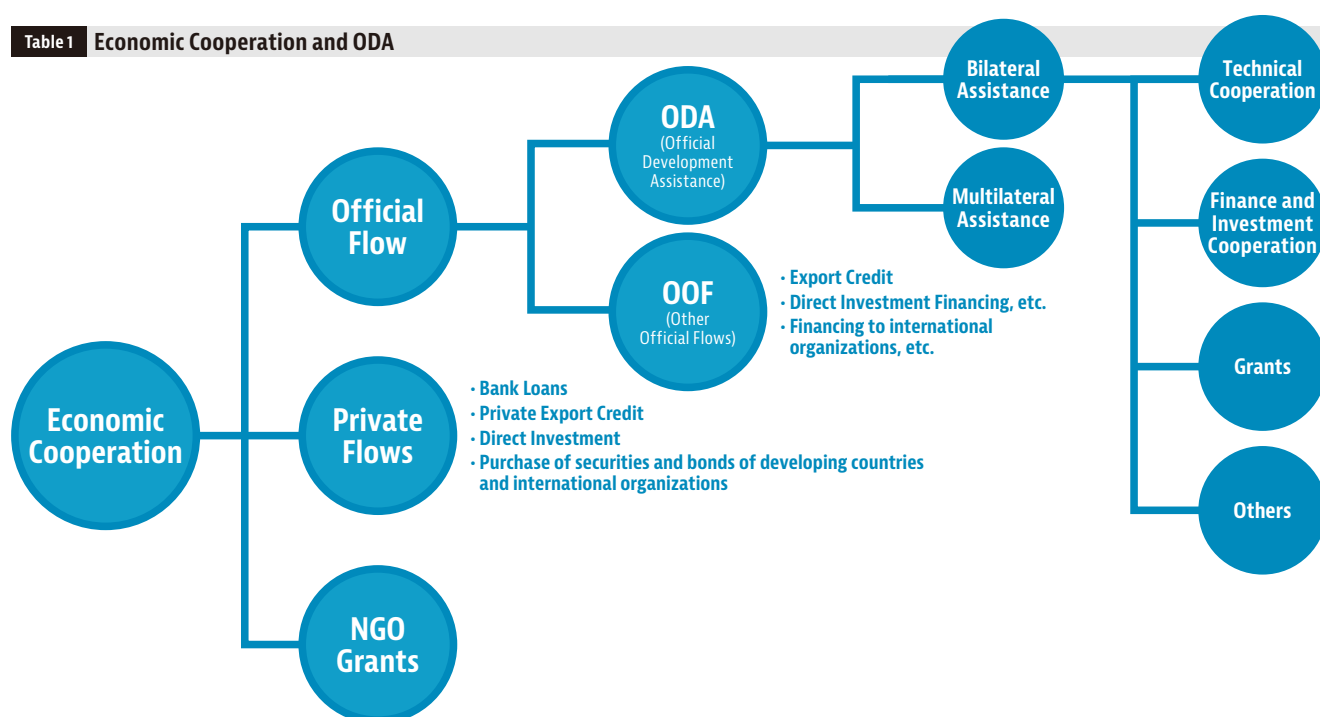 Table 1
Economic Cooperation and ODA
Economic
Cooperation
Official
Flow
Private
Flows
· Bank Loans
· Private Export Credit
· Direct Investment
· Purchase of securities and bonds of developing countries
and international organizations
NGO
Grants
ODA
(Official
Development
Assistance)
OOF
(Other
Official Flows)
· Export Credit
· Direct Investment Financing, etc.
· Financing to international
organizations, etc.
Bilateral
Assistance
Multilateral
Assistance
Technical
Cooperation
Finance and
Investment
Cooperation
Grants
Others